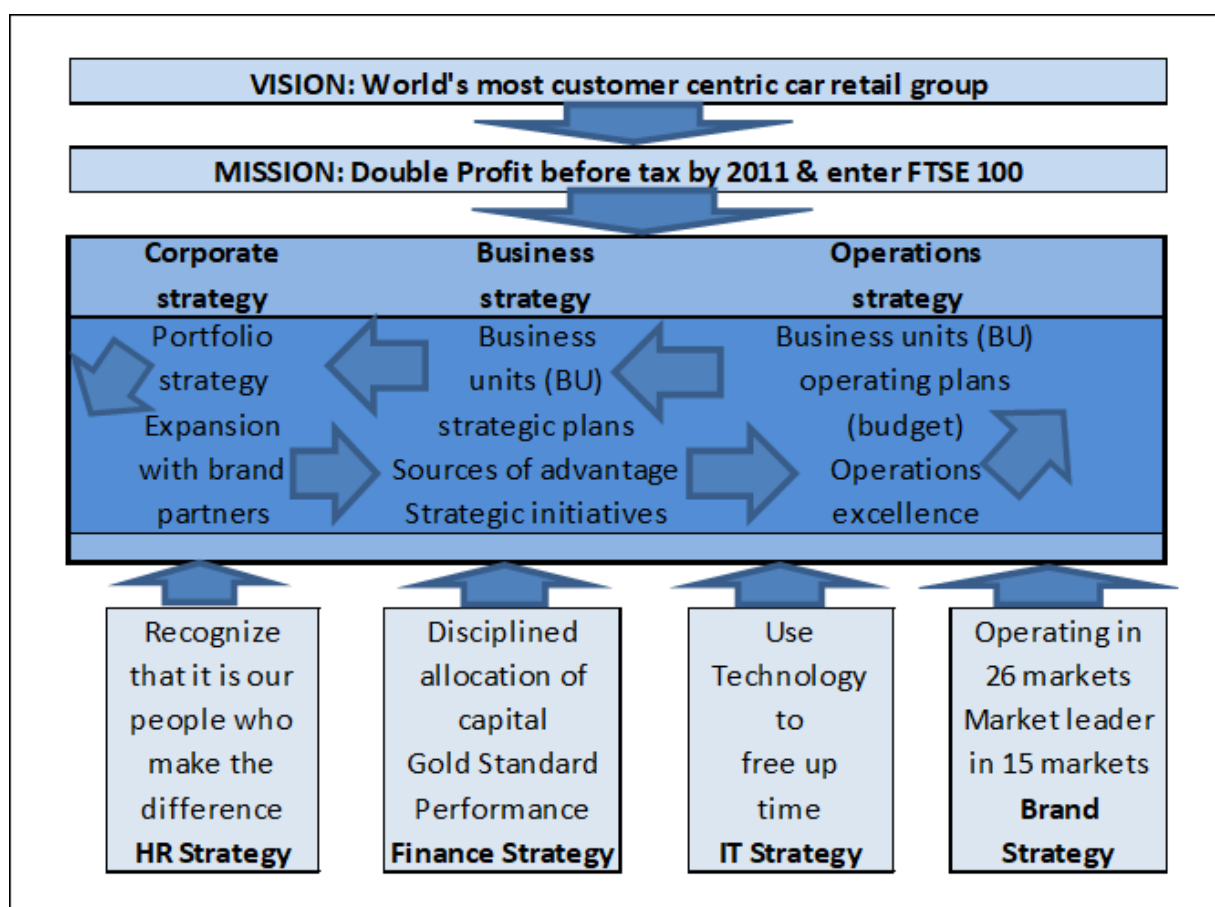 VISION: World's most customer centric car retail group
MISSION: Double Profit before tax by 2011 & enter FTSE 100
Corporate
strategy
Business
strategy
Operations
strategy
Portfolio
strategy
Expansion
with brand
partners
Business
units (BU)
strategic plans
Sources of advantage
Strategic initiatives
Business units (BU)
operating plans
(budget)
Operations
excellence
Recognize
that it is our
people who
make the
difference
HR Strategy
Disciplined
allocation of
capital
Gold Standard
Performance
Finance Strategy
Use
Technology
to
free up
time
IT Strategy
Operating in
26 markets
Market leader
in 15 markets
Brand
Strategy